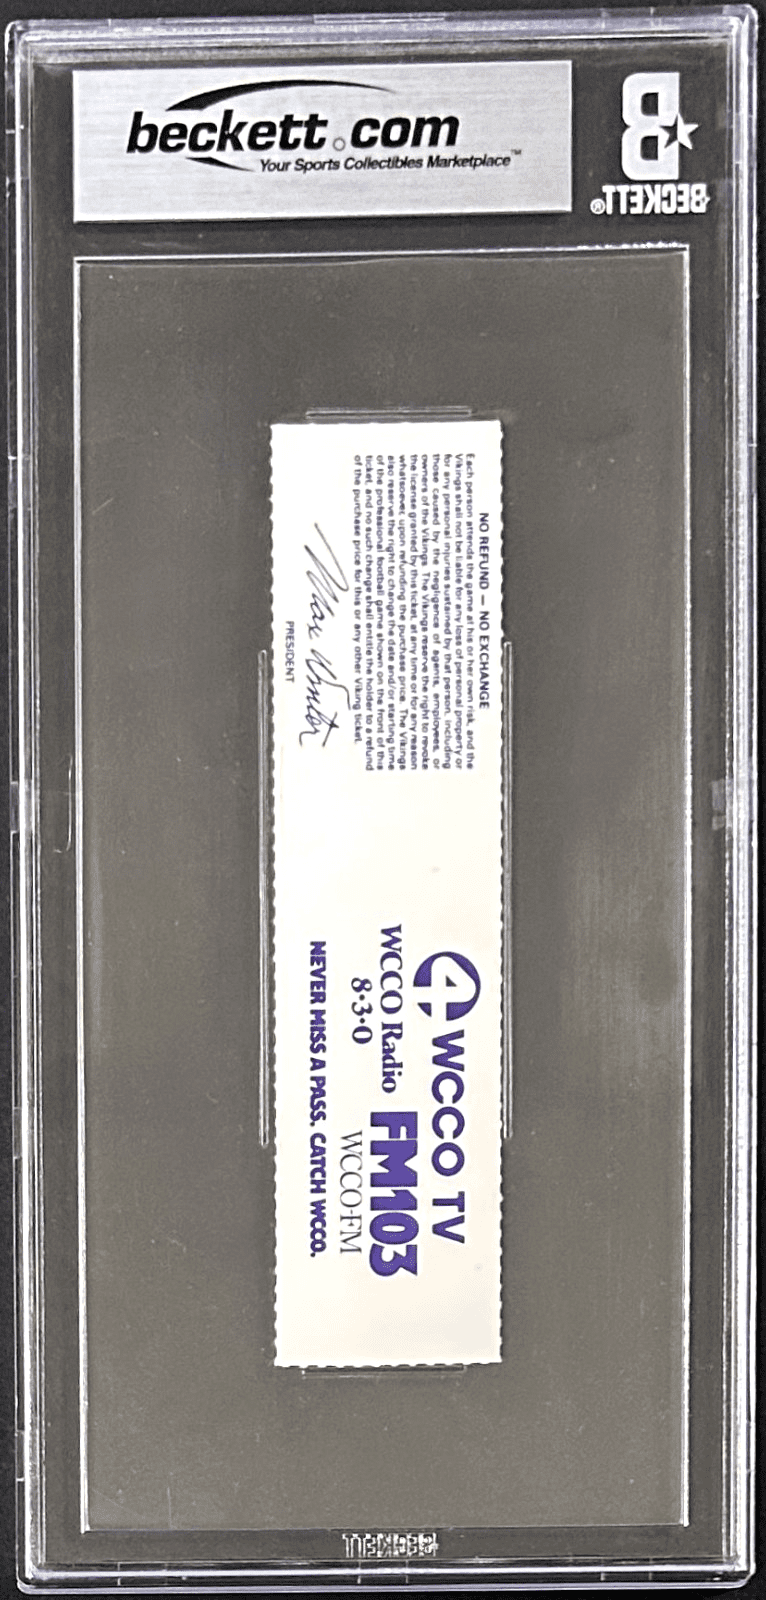 beckett.com
Your Sports Collectibles Marketplace™
BECKETT®
NO REFUND — NO EXCHANGE
Each person attends the game at his or her own risk, and the
Vikings shall not be liable for any loss of personal property or
for any personal injuries sustained by that person, including
those caused by the negligence of agents, employees, or
owners of the Vikings. The Vikings reserve the right to revoke
the license granted by this ticket, at any time or for any reason
whatsoever, upon refunding the purchase price. The Vikings
also reserve the right to change the date and/or starting time
of the professional football game shown on the front of this
ticket, and no such change shall entitle the holder to a refund
of the purchase price for this or any other Viking ticket.
Max Winter
PRESIDENT
4 WCCO TV
WCCO Radio
8·3·0
FM103
WCCO-FM
NEVER MISS A PASS. CATCH WCCO.
BECKETT